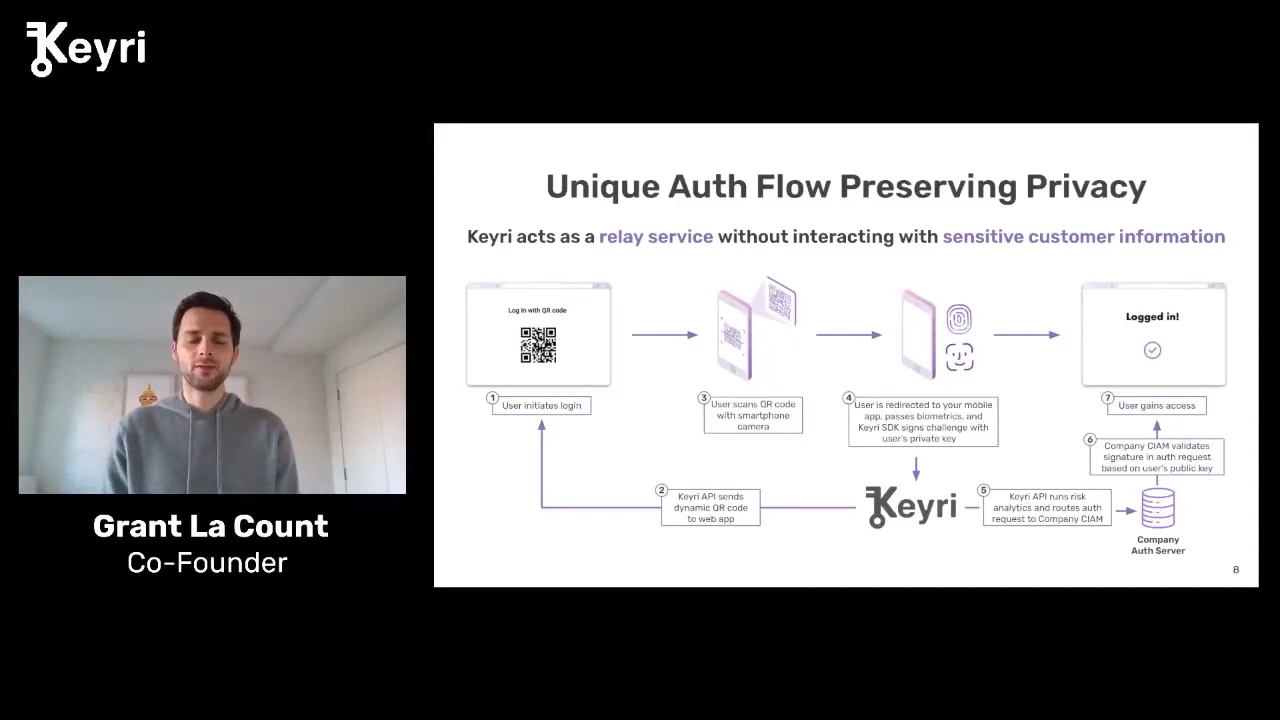 Keyri
Unique Auth Flow Preserving Privacy
Keyri acts as a relay service without interacting with sensitive customer information
Log in with QR code
Logged in!
1
User initiates login
3
User scans QR code
with smartphone
camera
4
User is redirected to your mobile
app, passes biometrics, and
Keyri SDK signs challenge with
user's private key
7
User gains access
6
Company CIAM validates
signature in auth request
based on user's public key
2
Keyri API sends
dynamic QR code
to web app
Keyri
5
Keyri API runs risk
analytics and routes auth
request to Company CIAM
Company
Auth Server
8
Grant La Count
Co-Founder